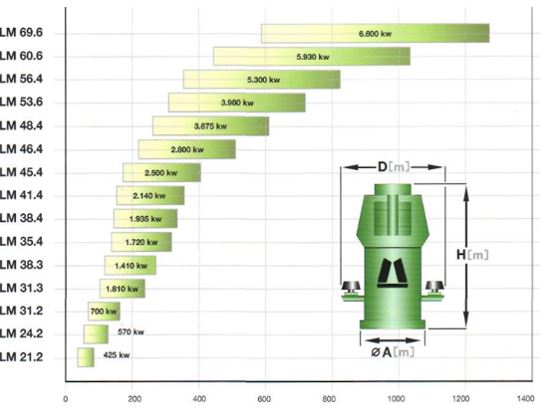 LM 69.6 6.600 kw
LM 60.6 5.930 kw
LM 56.4 5.300 kw
LM 53.6 3.980 kw
LM 48.4 3.675 kw
LM 46.4 2.800 kw
LM 45.4 2.500 kw
LM 41.4 2.140 kw
LM 38.4 1.935 kw
LM 35.4 1.720 kw
LM 38.3 1.410 kw
LM 31.3 1.810 kw
LM 31.2 700 kw
LM 24.2 570 kw
LM 21.2 425 kw
D[m]
H[m]
ØA[m]
0 200 400 600 800 1000 1200 1400